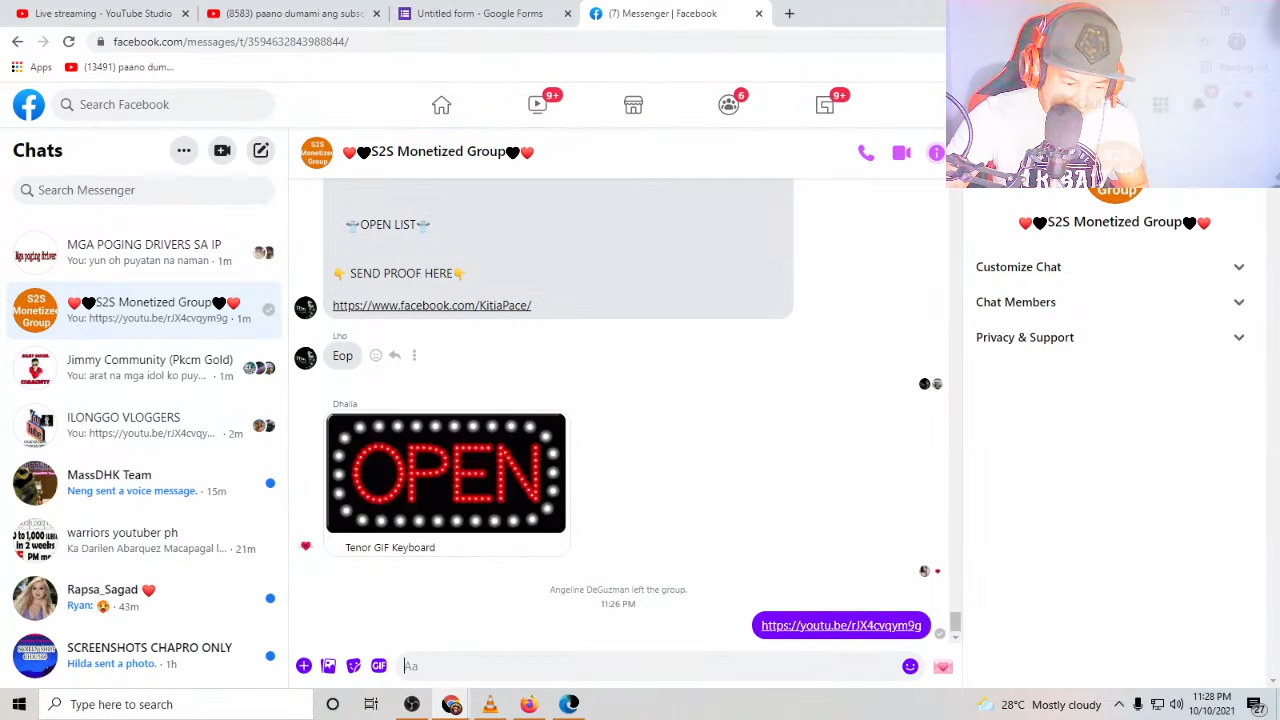 Live streaming - YouTube Studio
(8583) paano dumami ang subsc
Untitled form - Google Forms
(7) Messenger | Facebook
facebook.com/messages/t/3594632843988844/
Apps
(13491) paano dum...
Search Facebook
9+
6
9+
Chats
S2S Monetized Group
♥🖤S2S Monetized Group🖤♥
Search Messenger
MGA POGING DRIVERS SA IP
You: yun oh puyatan na naman · 1m
♥🖤S2S Monetized Group🖤♥
You: https://youtu.be/rJX4cvqym9g · 1m
Jimmy Community (Pkcm Gold)
You: arat na mga idol ko puy... · 1m
ILONGGO VLOGGERS
You: https://youtu.be/rJX4cvqy... · 2m
MassDHK Team
Neng sent a voice message. · 15m
warriors youtuber ph
Ka Darilen Abarquez Macapagal l... · 21m
Rapsa_Sagad ♥
Ryan: 😍 · 43m
SCREENSHOTS CHAPRO ONLY
Hilda sent a photo. · 1h
OPEN LIST
👇 SEND PROOF HERE👇
https://www.facebook.com/KitiaPace/
Lho
Eop
Dhalia
OPEN
Tenor GIF Keyboard
Angeline DeGuzman left the group.
11:26 PM
https://youtu.be/rJX4cvqym9g
GIF
Aa
Group
♥🖤S2S Monetized Group🖤♥
Customize Chat
Chat Members
Privacy & Support
Type here to search
28°C Mostly cloudy
11:28 PM
10/10/2021
27